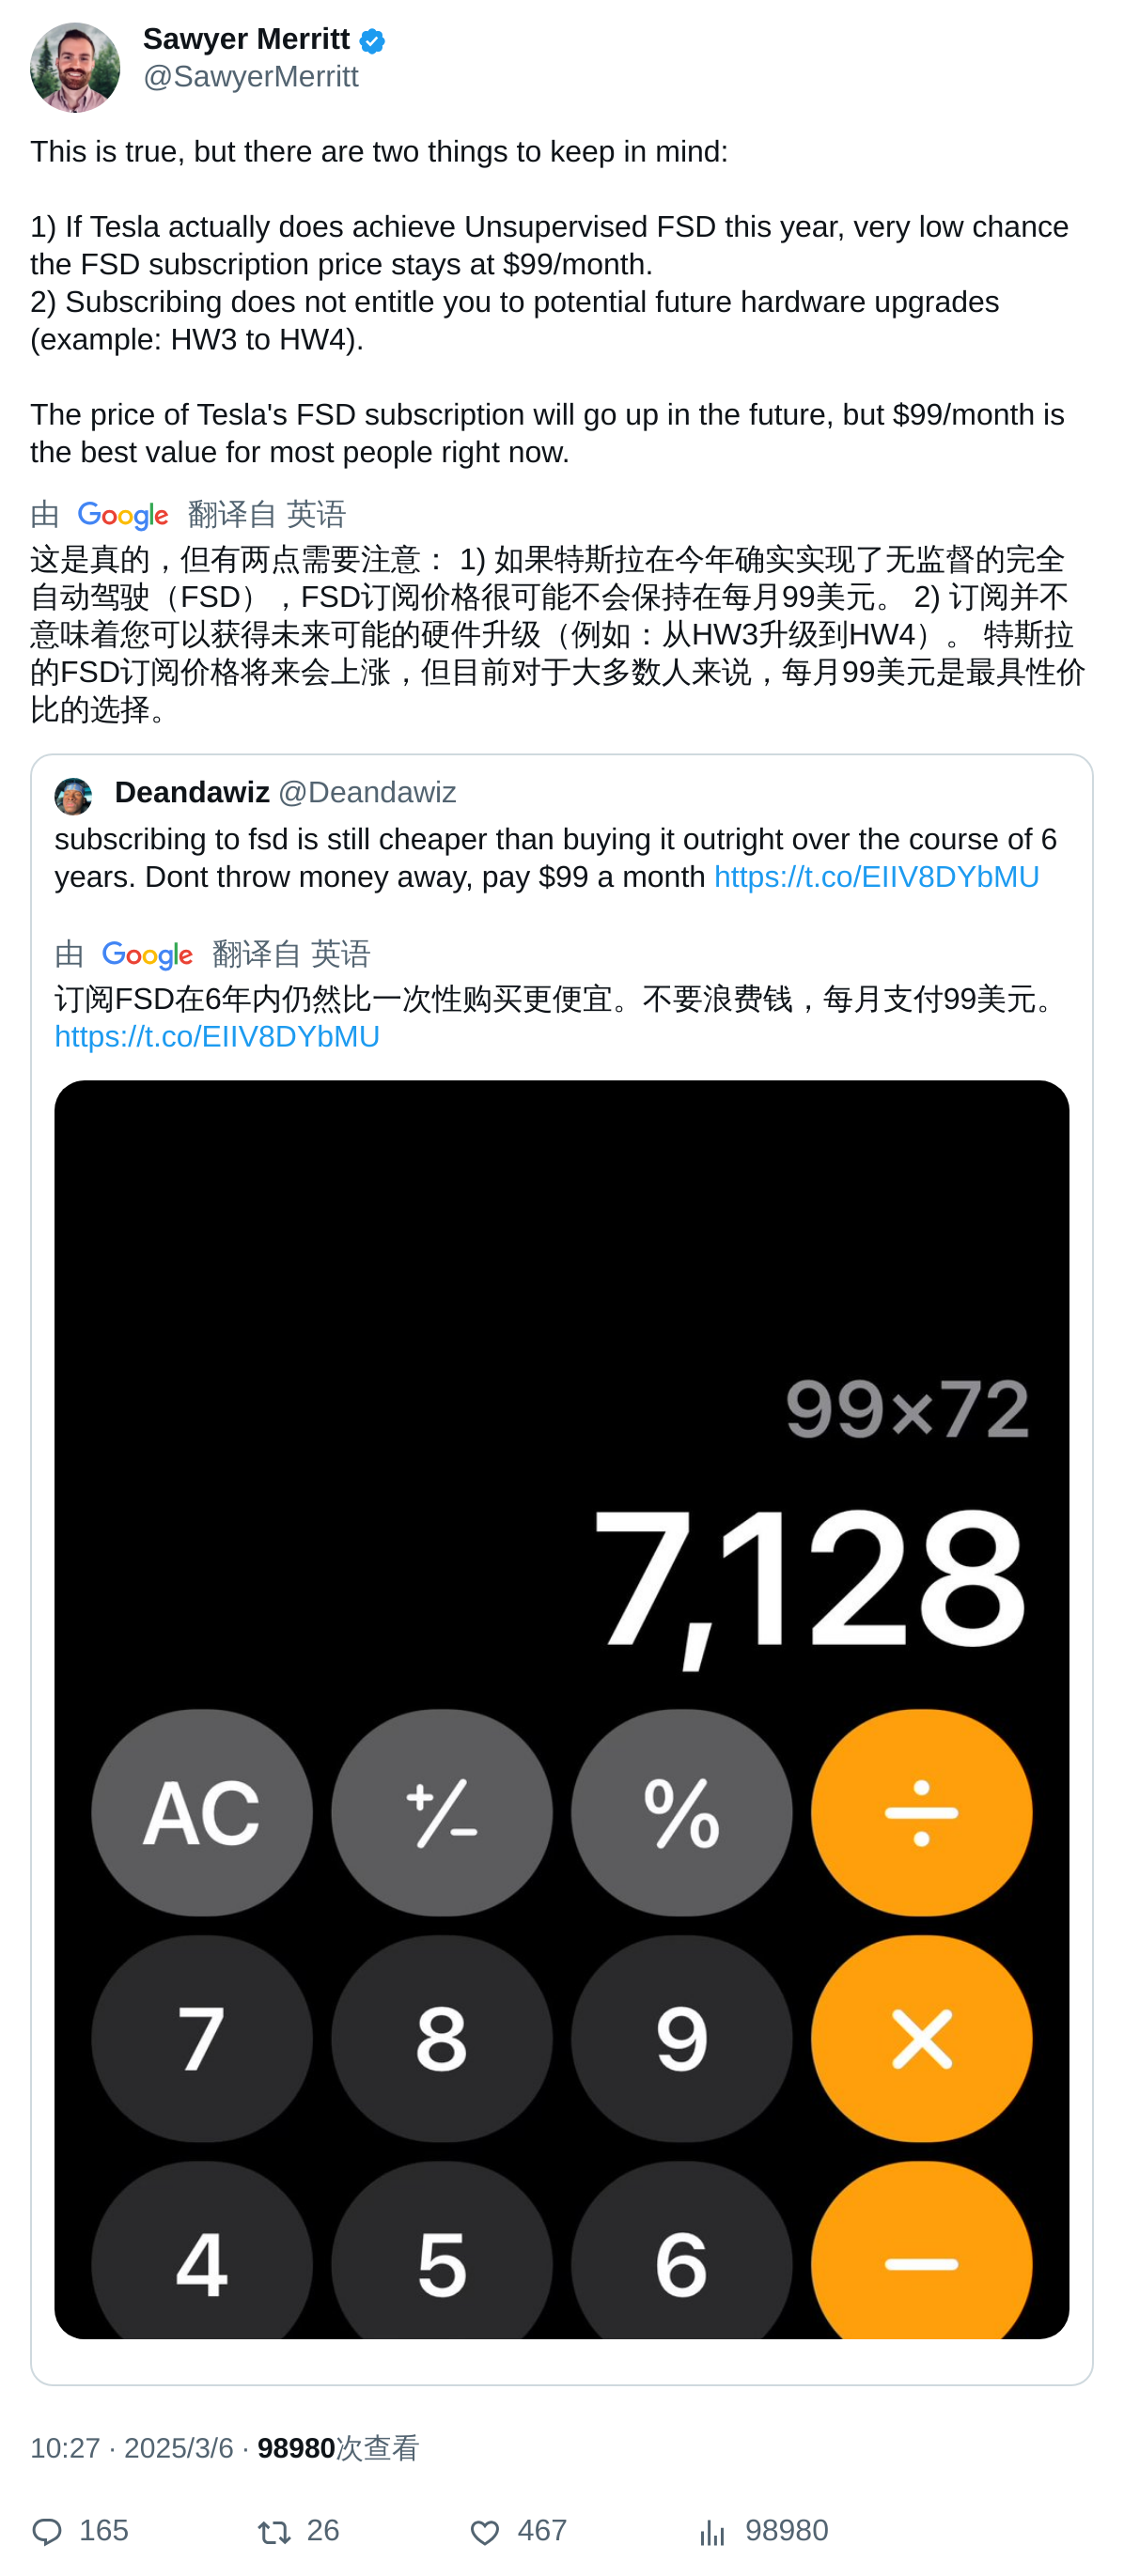 Sawyer Merritt
@SawyerMerritt
This is true, but there are two things to keep in mind:
1) If Tesla actually does achieve Unsupervised FSD this year, very low chance
the FSD subscription price stays at $99/month.
2) Subscribing does not entitle you to potential future hardware upgrades
(example: HW3 to HW4).
The price of Tesla's FSD subscription will go up in the future, but $99/month is
the best value for most people right now.
由 Google 翻译自 英语
这是真的，但有两点需要注意： 1) 如果特斯拉在今年确实实现了无监督的完全
自动驾驶（FSD），FSD订阅价格很可能不会保持在每月99美元。 2) 订阅并不
意味着您可以获得未来可能的硬件升级（例如：从HW3升级到HW4）。 特斯拉
的FSD订阅价格将来会上涨，但目前对于大多数人来说，每月99美元是最具性价
比的选择。
Deandawiz @Deandawiz
subscribing to fsd is still cheaper than buying it outright over the course of 6
years. Dont throw money away, pay $99 a month https://t.co/EIIV8DYbMU
由 Google 翻译自 英语
订阅FSD在6年内仍然比一次性购买更便宜。不要浪费钱，每月支付99美元。
https://t.co/EIIV8DYbMU
99×72
7,128
AC +/- % ÷
7 8 9 ×
4 5 6 −
10:27 · 2025/3/6 · 98980次查看
165 26 467 98980